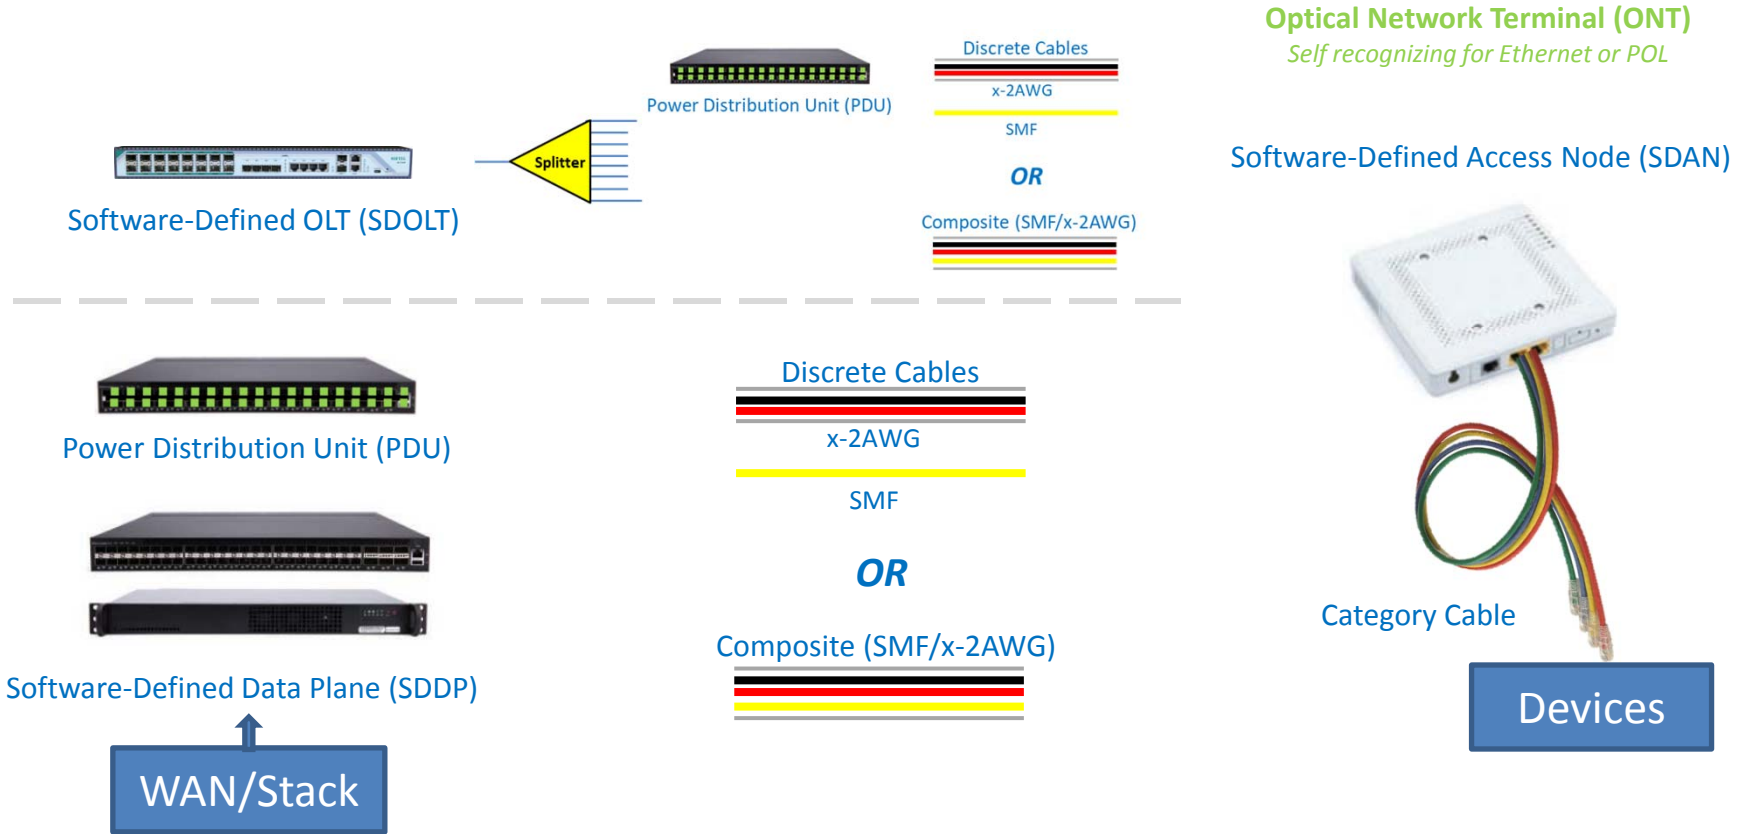 Optical Network Terminal (ONT)
Self recognizing for Ethernet or POL
Discrete Cables
x-2AWG
Power Distribution Unit (PDU)
SMF
Splitter
OR
Software-Defined Access Node (SDAN)
Software-Defined OLT (SDOLT)
Composite (SMF/x-2AWG)
Discrete Cables
x-2AWG
Power Distribution Unit (PDU)
SMF
OR
Category Cable
Composite (SMF/x-2AWG)
Software-Defined Data Plane (SDDP)
Devices
WAN/Stack